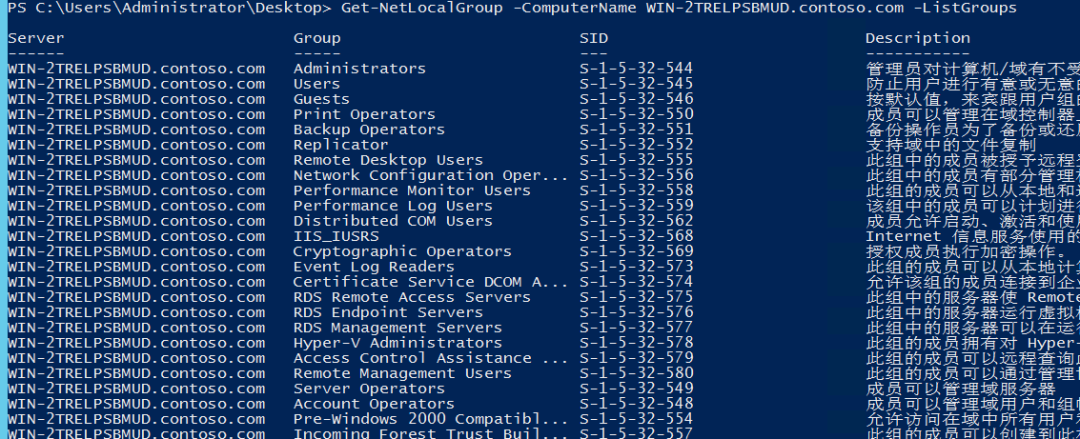 PS C:\Users\Administrator\Desktop> Get-NetLocalGroup -ComputerName WIN-2TRELPSBMUD.contoso.com -ListGroups
Server Group SID Description
------ ----- --- -----------
WIN-2TRELPSBMUD.contoso.com Administrators S-1-5-32-544 管理员对计算机/域有不受
WIN-2TRELPSBMUD.contoso.com Users S-1-5-32-545 防止用户进行有意或无意的
WIN-2TRELPSBMUD.contoso.com Guests S-1-5-32-546 按默认值，来宾跟用户组的
WIN-2TRELPSBMUD.contoso.com Print Operators S-1-5-32-550 成员可以管理在域控制器上
WIN-2TRELPSBMUD.contoso.com Backup Operators S-1-5-32-551 备份操作员为了备份或还原
WIN-2TRELPSBMUD.contoso.com Replicator S-1-5-32-552 支持域中的文件复制
WIN-2TRELPSBMUD.contoso.com Remote Desktop Users S-1-5-32-555 此组中的成员被授予远程
WIN-2TRELPSBMUD.contoso.com Network Configuration Oper... S-1-5-32-556 此组中的成员有部分管理
WIN-2TRELPSBMUD.contoso.com Performance Monitor Users S-1-5-32-558 此组的成员可以从本地和
WIN-2TRELPSBMUD.contoso.com Performance Log Users S-1-5-32-559 该组中的成员可以计划进行
WIN-2TRELPSBMUD.contoso.com Distributed COM Users S-1-5-32-562 成员允许启动、激活和使用
WIN-2TRELPSBMUD.contoso.com IIS_IUSRS S-1-5-32-568 Internet 信息服务使用的
WIN-2TRELPSBMUD.contoso.com Cryptographic Operators S-1-5-32-569 授权成员执行加密操作。
WIN-2TRELPSBMUD.contoso.com Event Log Readers S-1-5-32-573 此组的成员可以从本地计算
WIN-2TRELPSBMUD.contoso.com Certificate Service DCOM A... S-1-5-32-574 允许该组的成员连接到企业
WIN-2TRELPSBMUD.contoso.com RDS Remote Access Servers S-1-5-32-575 此组中的服务器使 Remote
WIN-2TRELPSBMUD.contoso.com RDS Endpoint Servers S-1-5-32-576 此组中的服务器运行虚拟机
WIN-2TRELPSBMUD.contoso.com RDS Management Servers S-1-5-32-577 此组中的服务器可以在运行
WIN-2TRELPSBMUD.contoso.com Hyper-V Administrators S-1-5-32-578 此组的成员拥有对 Hyper-
WIN-2TRELPSBMUD.contoso.com Access Control Assistance ... S-1-5-32-579 此组的成员可以远程查询此
WIN-2TRELPSBMUD.contoso.com Remote Management Users S-1-5-32-580 此组的成员可以通过管理
WIN-2TRELPSBMUD.contoso.com Server Operators S-1-5-32-549 成员可以管理域服务器
WIN-2TRELPSBMUD.contoso.com Account Operators S-1-5-32-548 成员可以管理域用户和组帐
WIN-2TRELPSBMUD.contoso.com Pre-Windows 2000 Compatibl... S-1-5-32-554 允许访问在域中所有用户
WIN-2TRELPSBMUD.contoso.com Incoming Forest Trust Buil... S-1-5-32-557 此组的成员可以创建到此